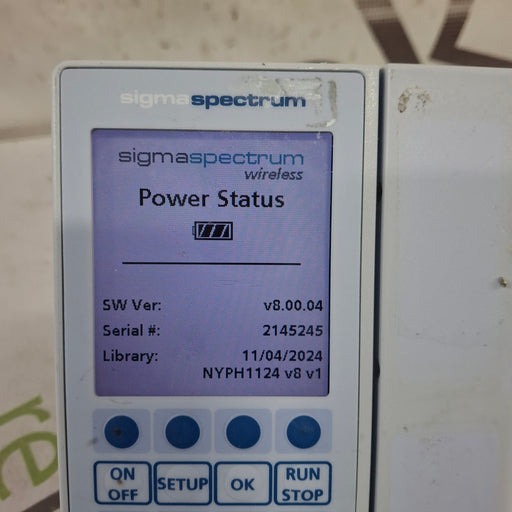 sigmaspectrum
sigmaspectrum
wireless
Power Status
SW Ver: v8.00.04
Serial #: 2145245
Library: 11/04/2024
NYPH1124 v8 v1
ON OFF SETUP OK RUN STOP
re